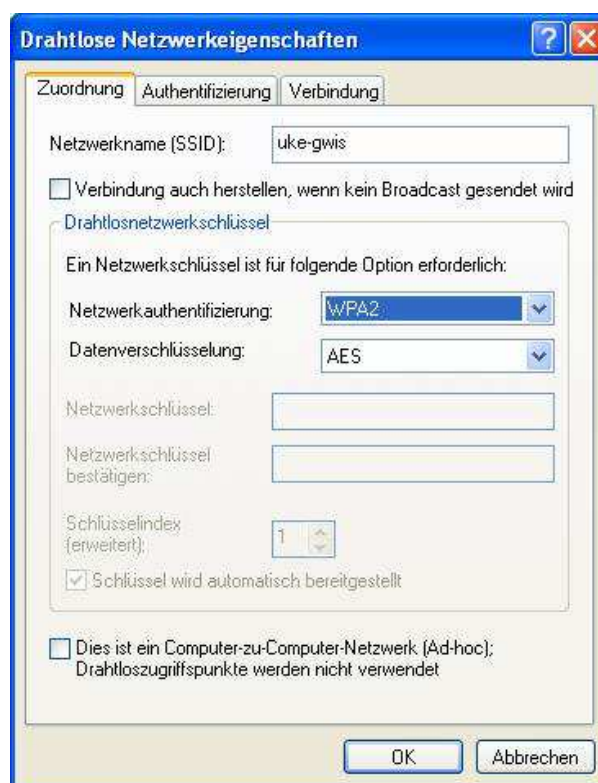 Drahtlose Netzwerkeigenschaften
Zuordnung Authentifizierung Verbindung
Netzwerkname (SSID): uke-gwis
Verbindung auch herstellen, wenn kein Broadcast gesendet wird
Drahtlosnetzwerkschlüssel
Ein Netzwerkschlüssel ist für folgende Option erforderlich:
Netzwerkauthentifizierung: WPA2
Datenverschlüsselung: AES
Netzwerkschlüssel:
Netzwerkschlüssel
bestätigen:
Schlüsselindex
(erweitert): 1
Schlüssel wird automatisch bereitgestellt
Dies ist ein Computer-zu-Computer-Netzwerk (Ad-hoc);
Drahtloszugriffspunkte werden nicht verwendet
OK Abbrechen